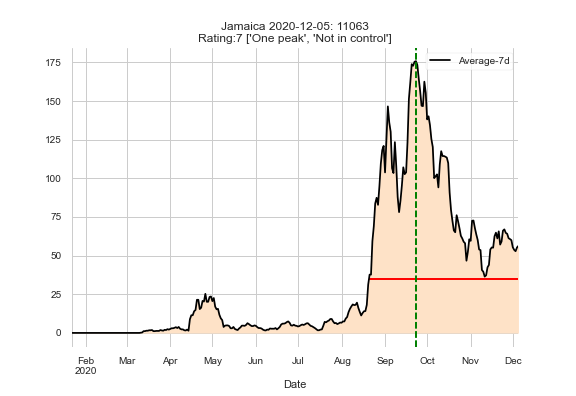 Jamaica 2020-12-05: 11063
Rating:7 ['One peak', 'Not in control']
Average-7d
175
150
125
100
75
50
25
0
Feb Mar Apr May Jun Jul Aug Sep Oct Nov Dec
2020
Date